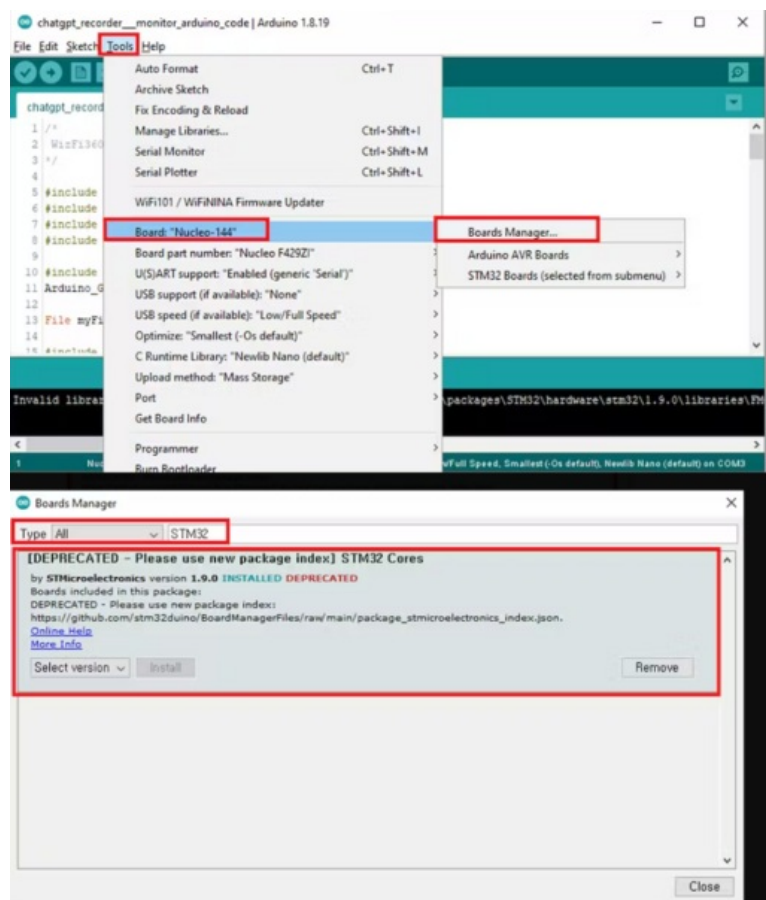 chatgpt_recorder__monitor_arduino_code | Arduino 1.8.19
File Edit Sketch Tools Help
chatgpt_record
Auto Format Ctrl+T
Archive Sketch
Fix Encoding & Reload
Manage Libraries... Ctrl+Shift+I
Serial Monitor Ctrl+Shift+M
Serial Plotter Ctrl+Shift+L
WiFi101 / WiFiNINA Firmware Updater
Board: "Nucleo-144"
Board part number: "Nucleo F429ZI"
U(S)ART support: "Enabled (generic 'Serial')"
USB support (if available): "None"
USB speed (if available): "Low/Full Speed"
Optimize: "Smallest (-Os default)"
C Runtime Library: "Newlib Nano (default)"
Upload method: "Mass Storage"
Port
Get Board Info
Programmer
Burn Bootloader
Boards Manager...
Arduino AVR Boards
STM32 Boards (selected from submenu)
1 /*
2 WizFi360
3 */
4
5 #include
6 #include
7 #include
8 #include
9
10 #include
11 Arduino_G
12
13 File myFi
14
15 #include
Invalid librar \packages\STM32\hardware\stm32\1.9.0\libraries\FM
1 Nuc w/Full Speed, Smallest (-Os default), Newlib Nano (default) on COM3
Boards Manager
Type All STM32
[DEPRECATED - Please use new package index] STM32 Cores
by STMicroelectronics version 1.9.0 INSTALLED DEPRECATED
Boards included in this package:
DEPRECATED - Please use new package index:
https://github.com/stm32duino/BoardManagerFiles/raw/main/package_stmicroelectronics_index.json.
Online Help
More Info
Select version Install Remove
Close